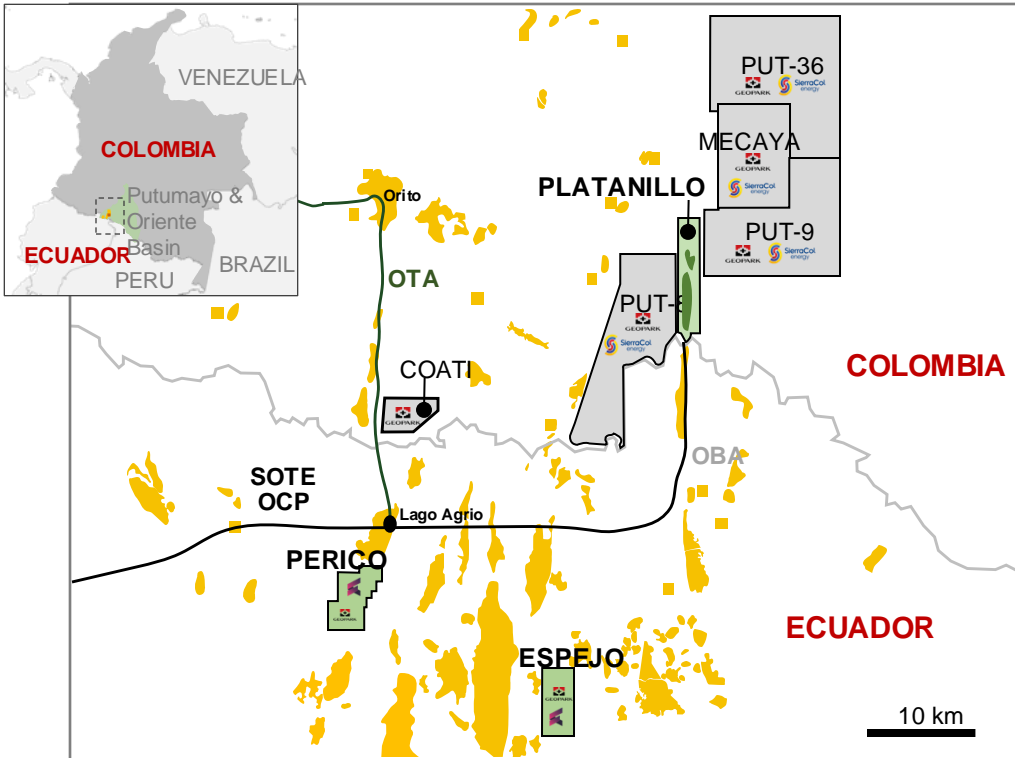 VENEZUELA
COLOMBIA
Putumayo &
Oriente
Basin
ECUADOR
PERU
BRAZIL
PUT-36
GEOPARK
SierraCol
energy
MECAYA
GEOPARK
SierraCol
energy
PLATANILLO
PUT-9
GEOPARK
SierraCol
energy
Orito
OTA
PUT-8
GEOPARK
SierraCol
energy
COATI
GEOPARK
COLOMBIA
OBA
SOTE
OCP
Lago Agrio
PERICO
GEOPARK
ECUADOR
ESPEJO
GEOPARK
10 km